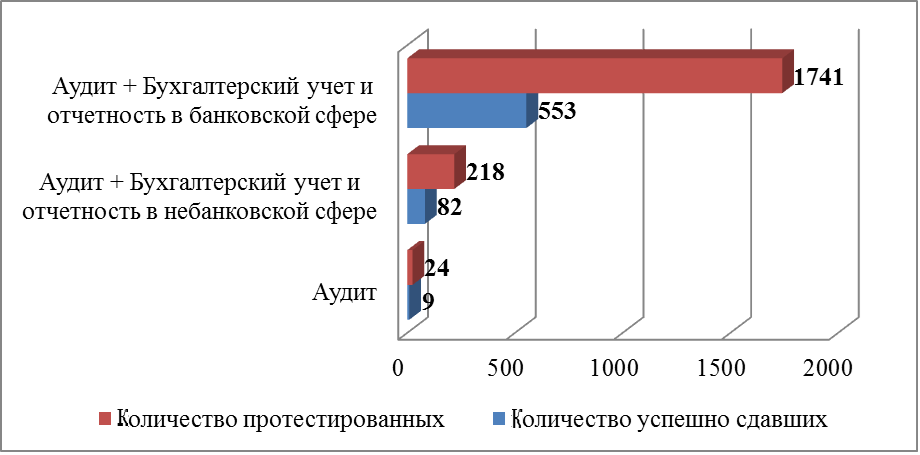 Аудит + Бухгалтерский учет и
отчетность в банковской сфере
1741
553
Аудит + Бухгалтерский учет и
отчетность в небанковской сфере
218
82
Аудит
24
9
0 500 1000 1500 2000
Количество протестированных Количество успешно сдавших